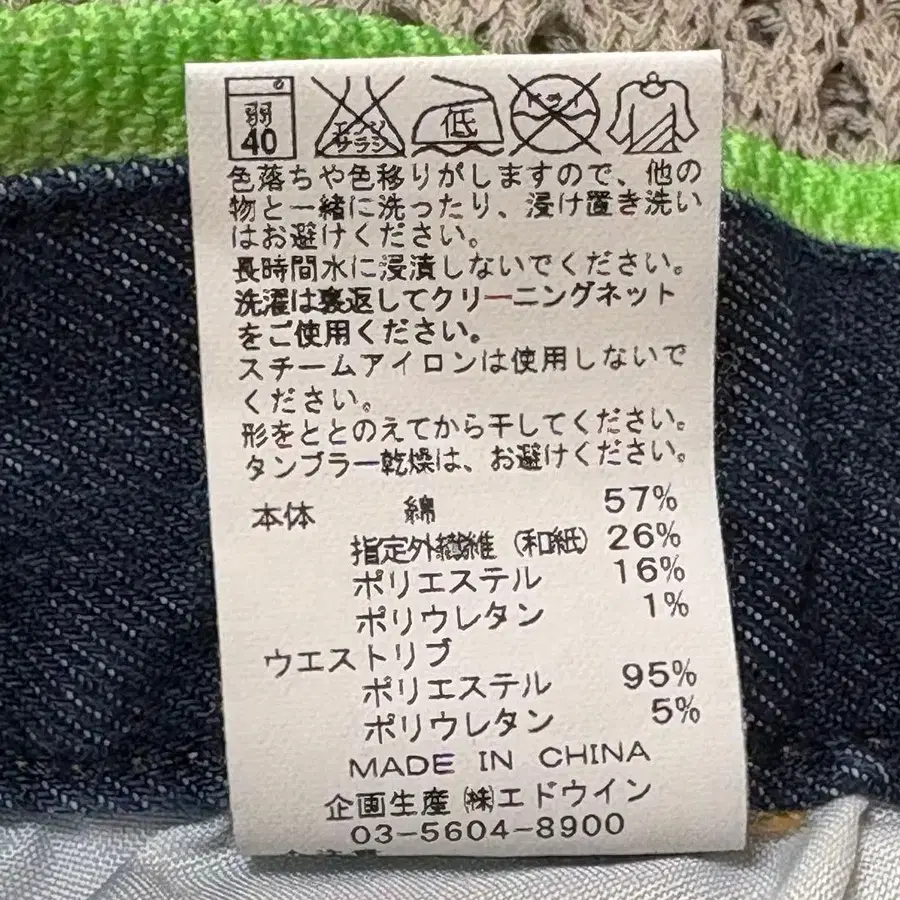 弱
40
エンソ
サラシ
低
ドライ
色落ちや色移りがしますので、他の
物と一緒に洗ったり、浸け置き洗い
はお避けください。
長時間水に浸漬しないでください。
洗濯は裏返してクリーニングネット
をご使用ください。
スチームアイロンは使用しないで
ください。
形をととのえてから干してください。
タンブラー乾燥は、お避けください。
本体 綿 57%
指定外繊維（和紙） 26%
ポリエステル 16%
ポリウレタン 1%
ウエストリブ
ポリエステル 95%
ポリウレタン 5%
MADE IN CHINA
企画生産 ㈱エドウイン
03-5604-8900